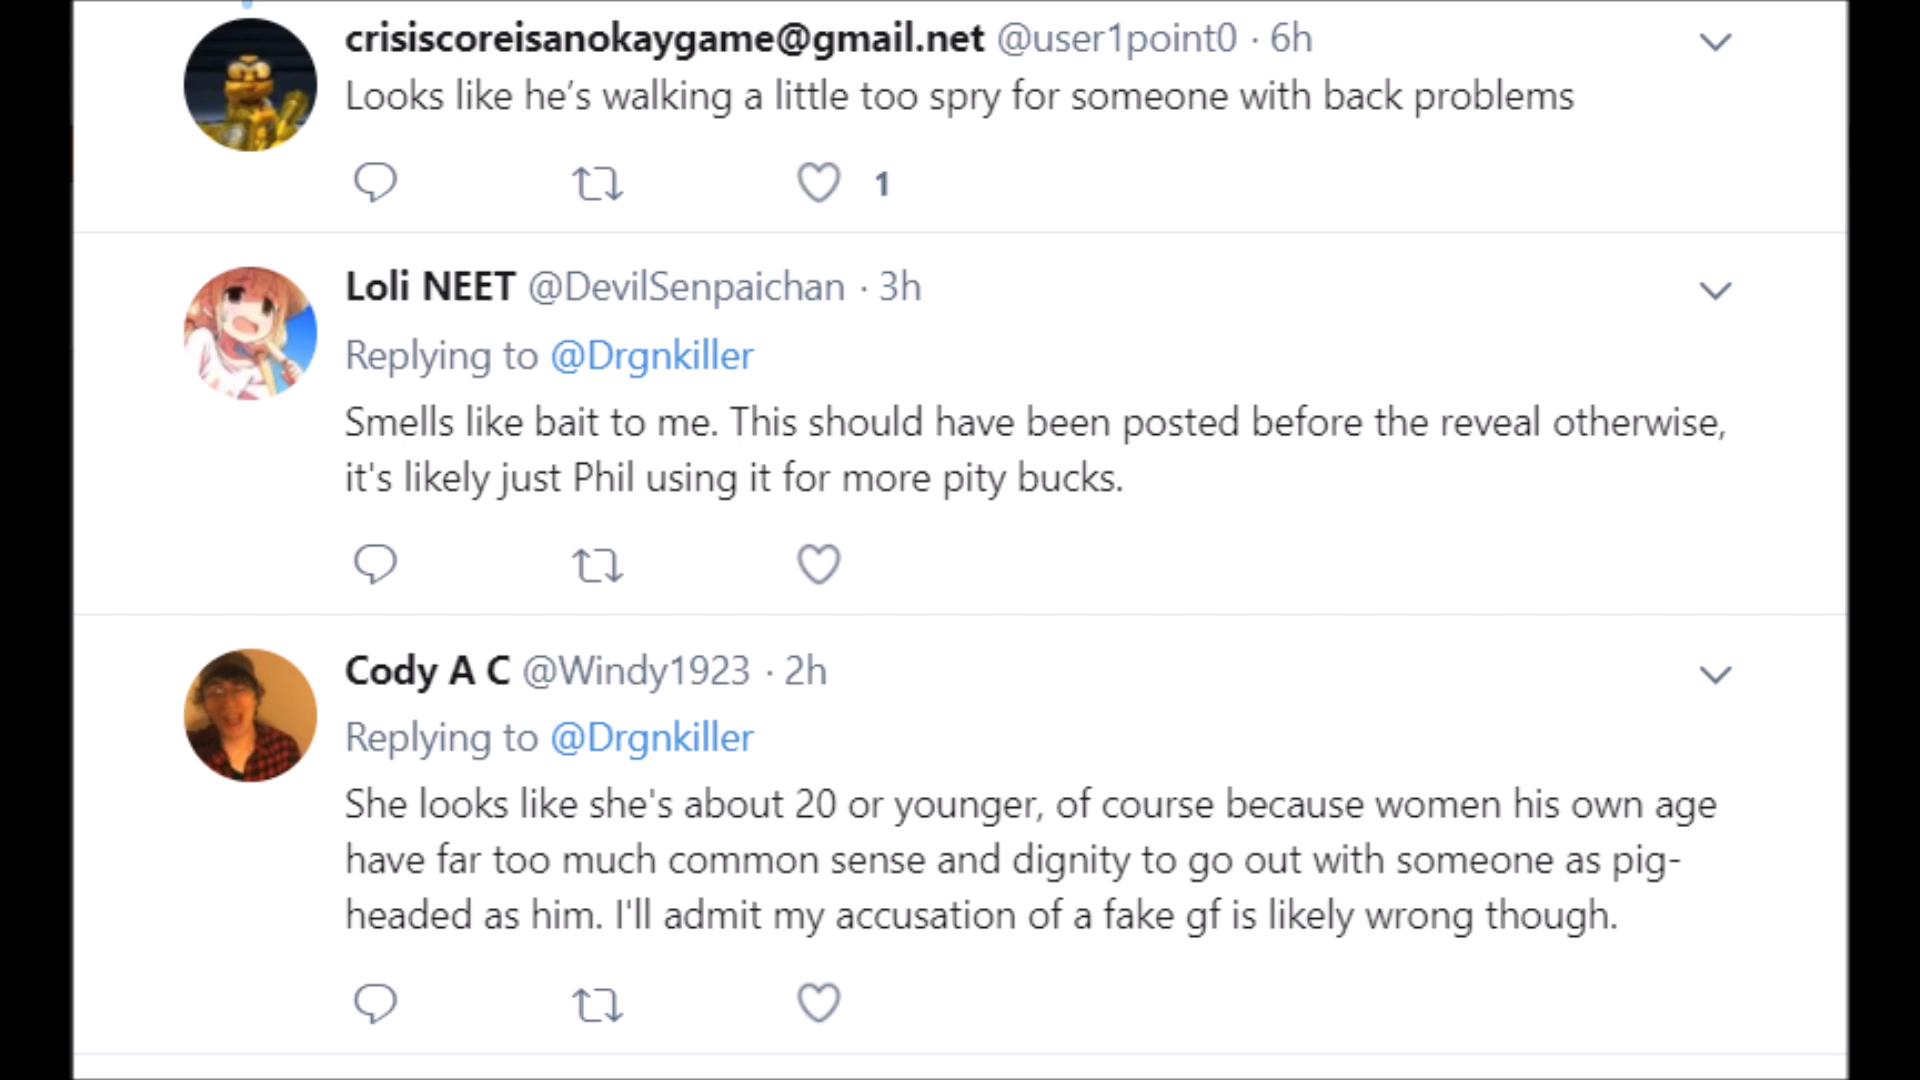 crisiscoreisanokaygame@gmail.net @user1point0 · 6h
Looks like he’s walking a little too spry for someone with back problems
1
Loli NEET @DevilSenpaichan · 3h
Replying to @Drgnkiller
Smells like bait to me. This should have been posted before the reveal otherwise,
it's likely just Phil using it for more pity bucks.
Cody A C @Windy1923 · 2h
Replying to @Drgnkiller
She looks like she's about 20 or younger, of course because women his own age
have far too much common sense and dignity to go out with someone as pig-
headed as him. I'll admit my accusation of a fake gf is likely wrong though.